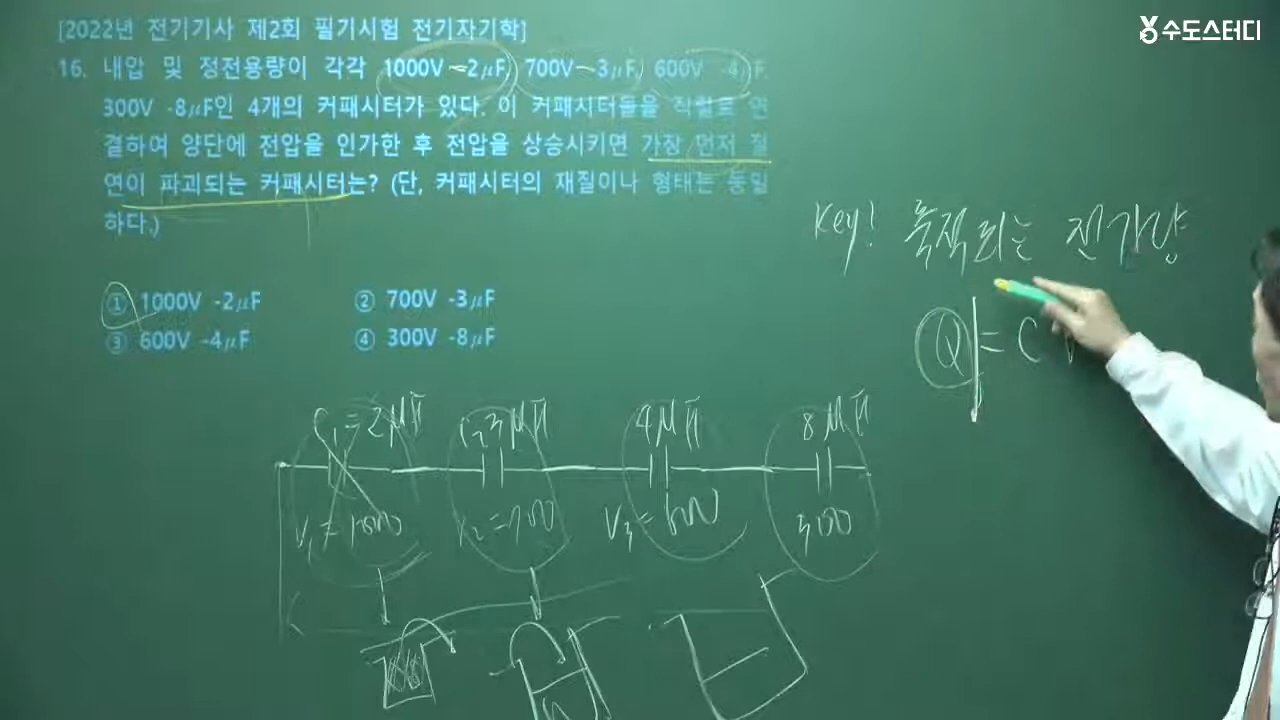 수도스터디
[2022년 전기기사 제2회 필기시험 전기자기학]
16. 내압 및 정전용량이 각각 1000V-2μF, 700V-3μF, 600V -4μF,
300V -8μF인 4개의 커패시터가 있다. 이 커패시터들을 직렬로 연
결하여 양단에 전압을 인가한 후 전압을 상승시키면 가장 먼저 절
연이 파괴되는 커패시터는? (단, 커패시터의 재질이나 형태는 동일
하다.)
① 1000V -2μF ② 700V -3μF
③ 600V -4μF ④ 300V -8μF
Key! 축적되는 전하량
Q = C
C₁=2μF 3μF 4μF 8μF
V₁=1000 V₂=700 V₃=600 300